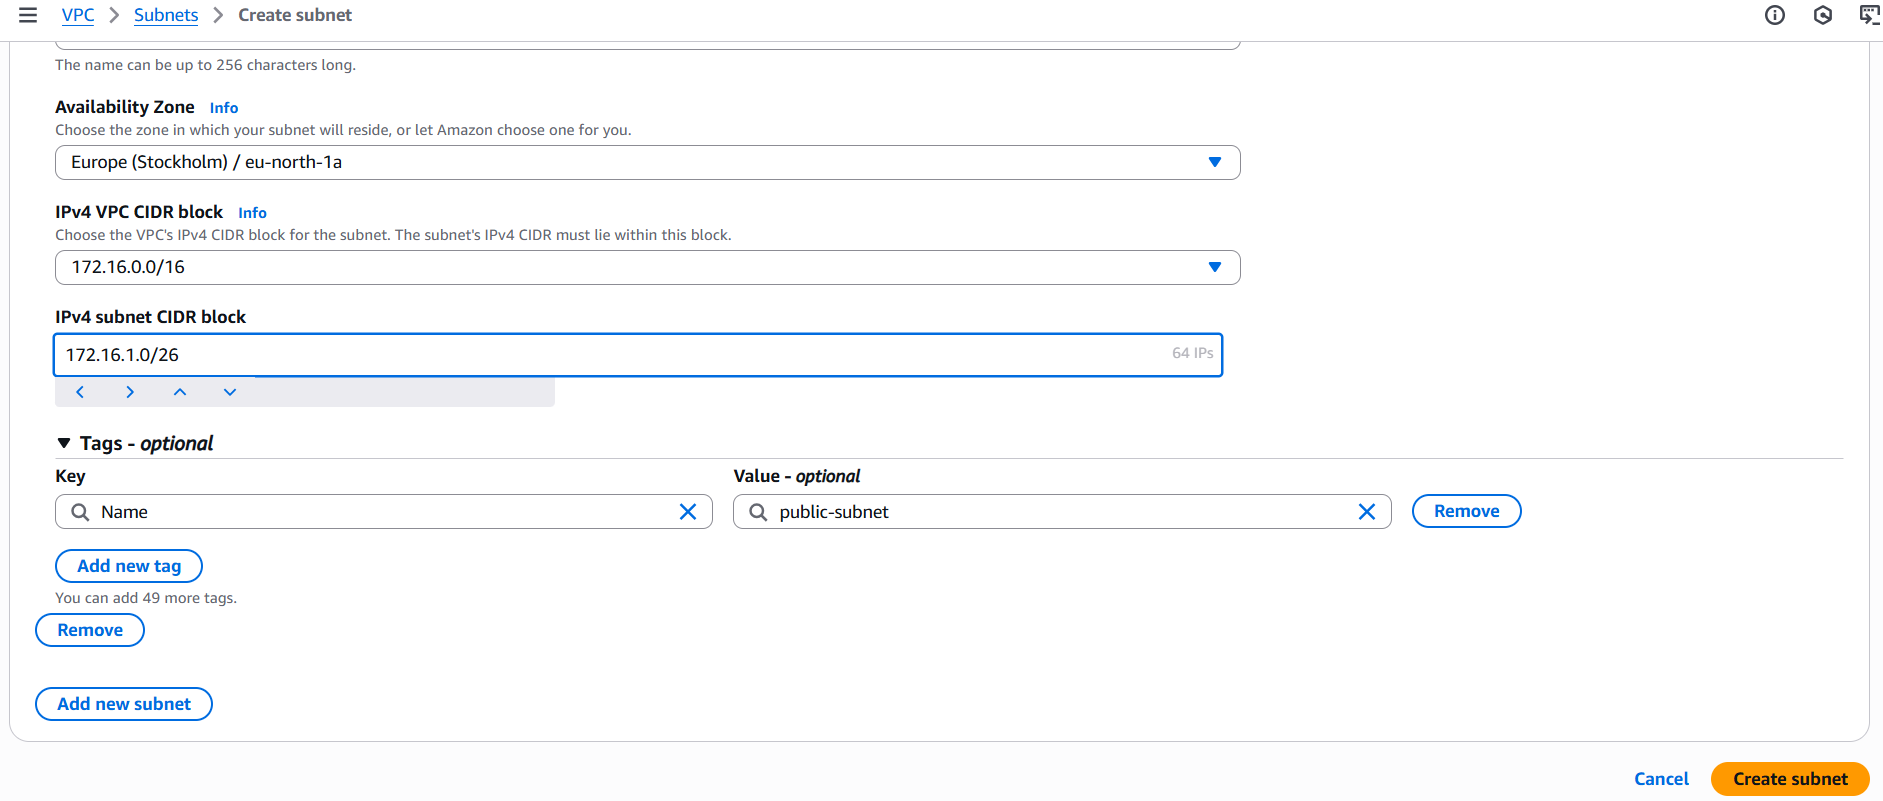 VPC > Subnets > Create subnet
The name can be up to 256 characters long.
Availability Zone Info
Choose the zone in which your subnet will reside, or let Amazon choose one for you.
Europe (Stockholm) / eu-north-1a
IPv4 VPC CIDR block Info
Choose the VPC's IPv4 CIDR block for the subnet. The subnet's IPv4 CIDR must lie within this block.
172.16.0.0/16
IPv4 subnet CIDR block
172.16.1.0/26 64 IPs
Tags - optional
Key Value - optional
Name public-subnet Remove
Add new tag
You can add 49 more tags.
Remove
Add new subnet
Cancel Create subnet